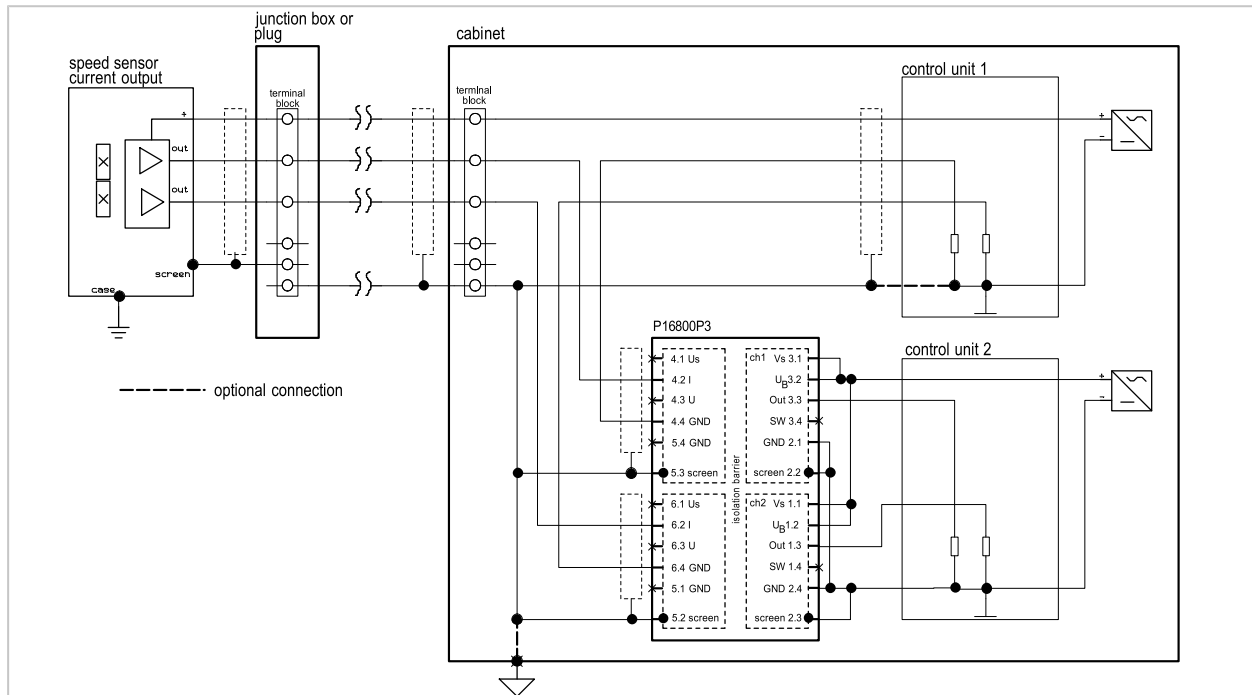 junction box or
plug
cabinet
speed sensor
current output
terminal
block
terminal
block
control unit 1
+
out
out
screen
case
+
-
optional connection
P16800P3
4.1 Us
4.2 I
4.3 U
4.4 GND
5.4 GND
5.3 screen
6.1 Us
6.2 I
6.3 U
6.4 GND
5.1 GND
5.2 screen
isolation barrier
ch1 Vs 3.1
UB3.2
Out 3.3
SW 3.4
GND 2.1
screen 2.2
ch2 Vs 1.1
UB1.2
Out 1.3
SW 1.4
GND 2.4
screen 2.3
control unit 2
+
-